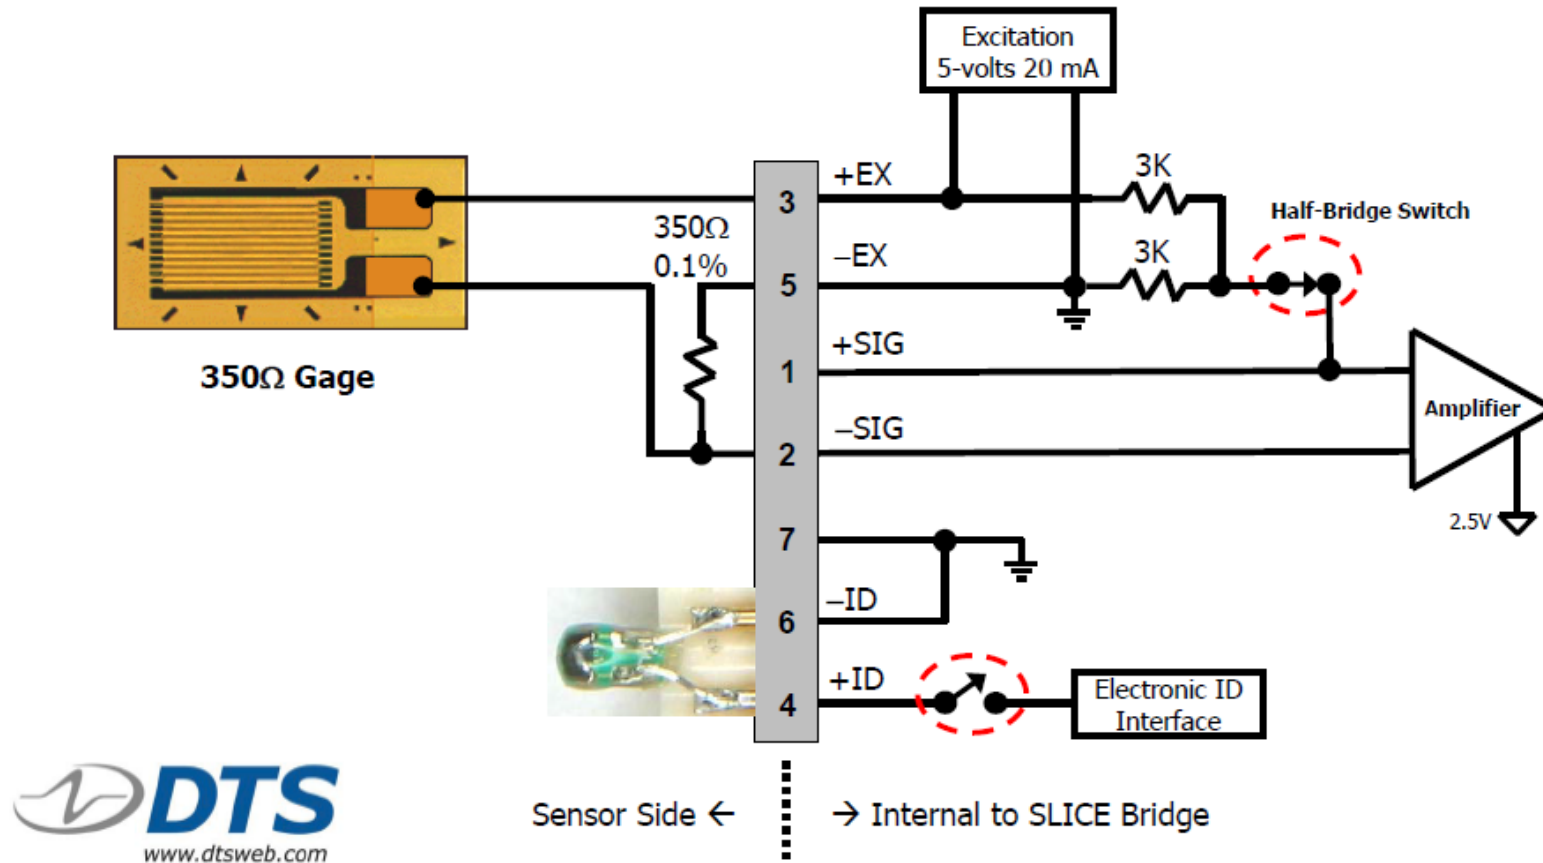 Excitation
5-volts 20 mA
+EX
3K
3
Half-Bridge Switch
350Ω
0.1%
−EX
3K
5
+SIG
350Ω Gage
1
Amplifier
−SIG
2
2.5V
7
−ID
6
+ID
Electronic ID
Interface
4
DTS
www.dtsweb.com
Sensor Side ←
→ Internal to SLICE Bridge